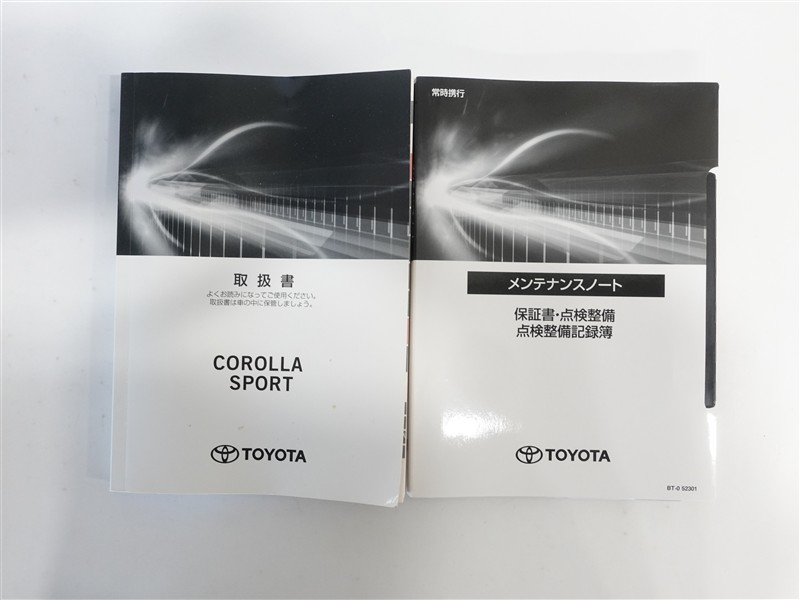 取扱書
よくお読みになってご使用ください。
取扱書は車の中に保管しましょう。
COROLLA
SPORT
TOYOTA
常時携行
メンテナンスノート
保証書・点検整備
点検整備記録簿
TOYOTA
BT-0 52301